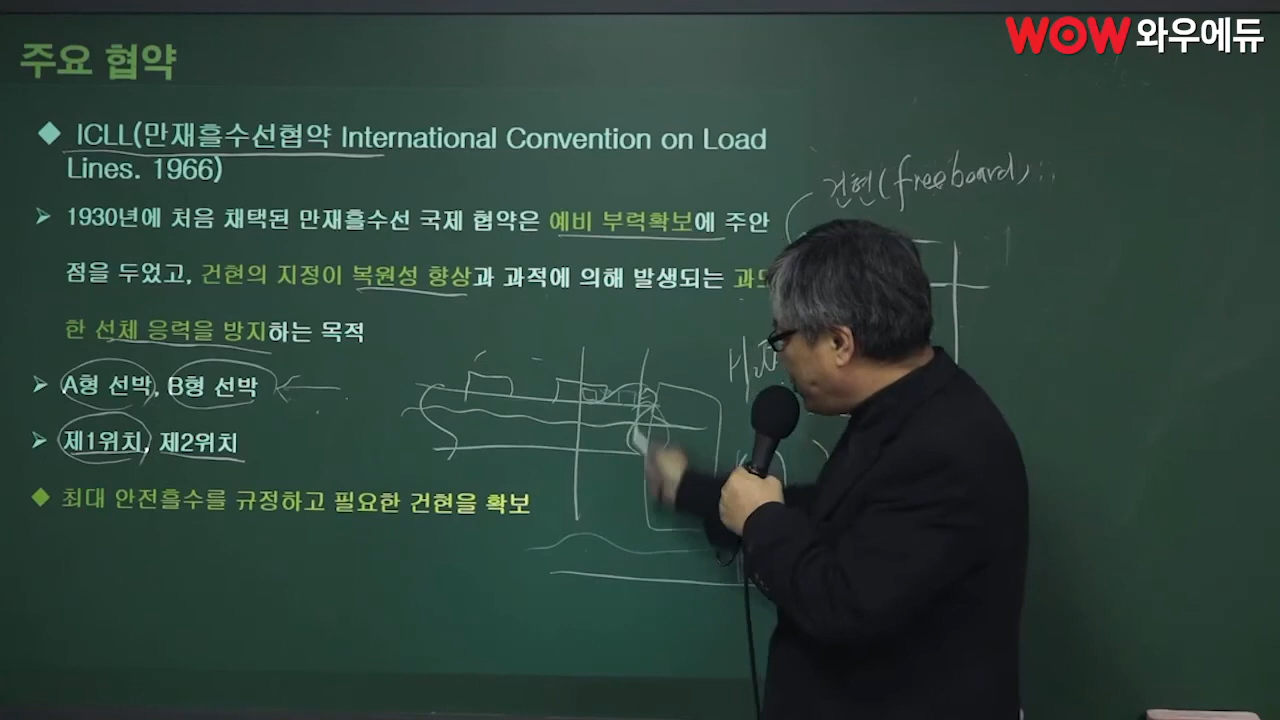 WOW 와우에듀
주요 협약
◆ ICLL(만재흘수선협약 International Convention on Load
Lines. 1966)
➢ 1930년에 처음 채택된 만재흘수선 국제 협약은 예비 부력확보에 주안
점을 두었고, 건현의 지정이 복원성 향상과 과적에 의해 발생되는
한 선체 응력을 방지하는 목적
➢ A형 선박, B형 선박
➢ 제1위치, 제2위치
◆ 최대 안전흘수를 규정하고 필요한 건현을 확보
건현(freeboard)